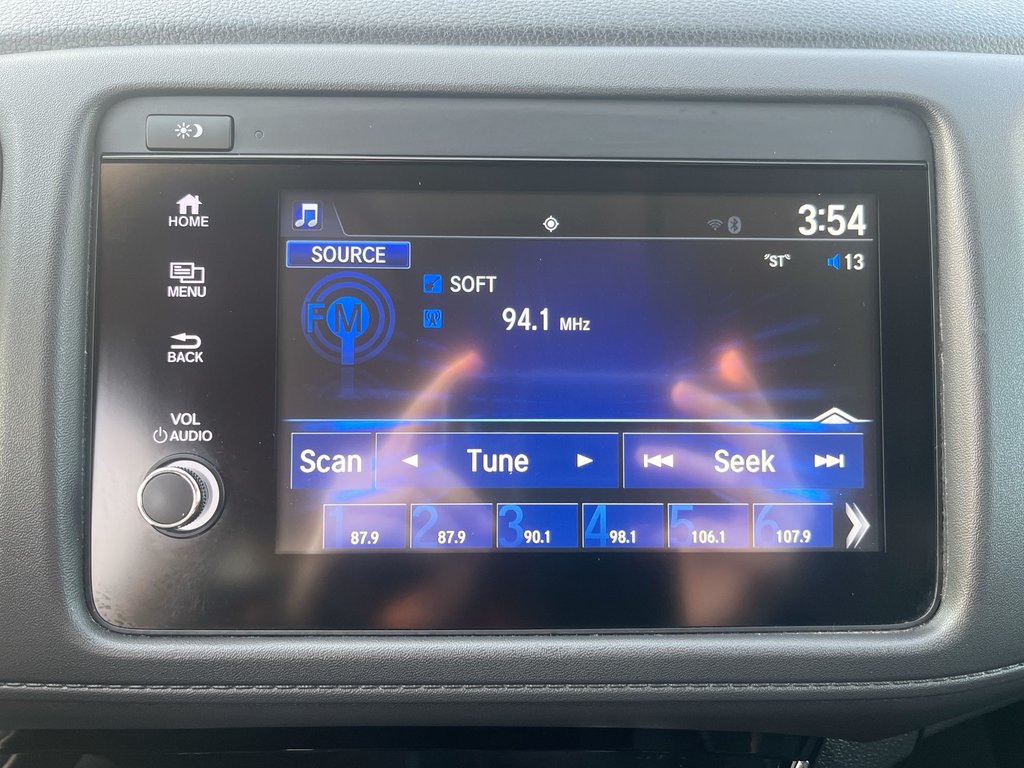 HOME
MENU
BACK
VOL
AUDIO
3:54
SOURCE
"ST"
13
FM
SOFT
94.1 MHz
Scan Tune Seek
1 87.9 2 87.9 3 90.1 4 98.1 5 106.1 6 107.9